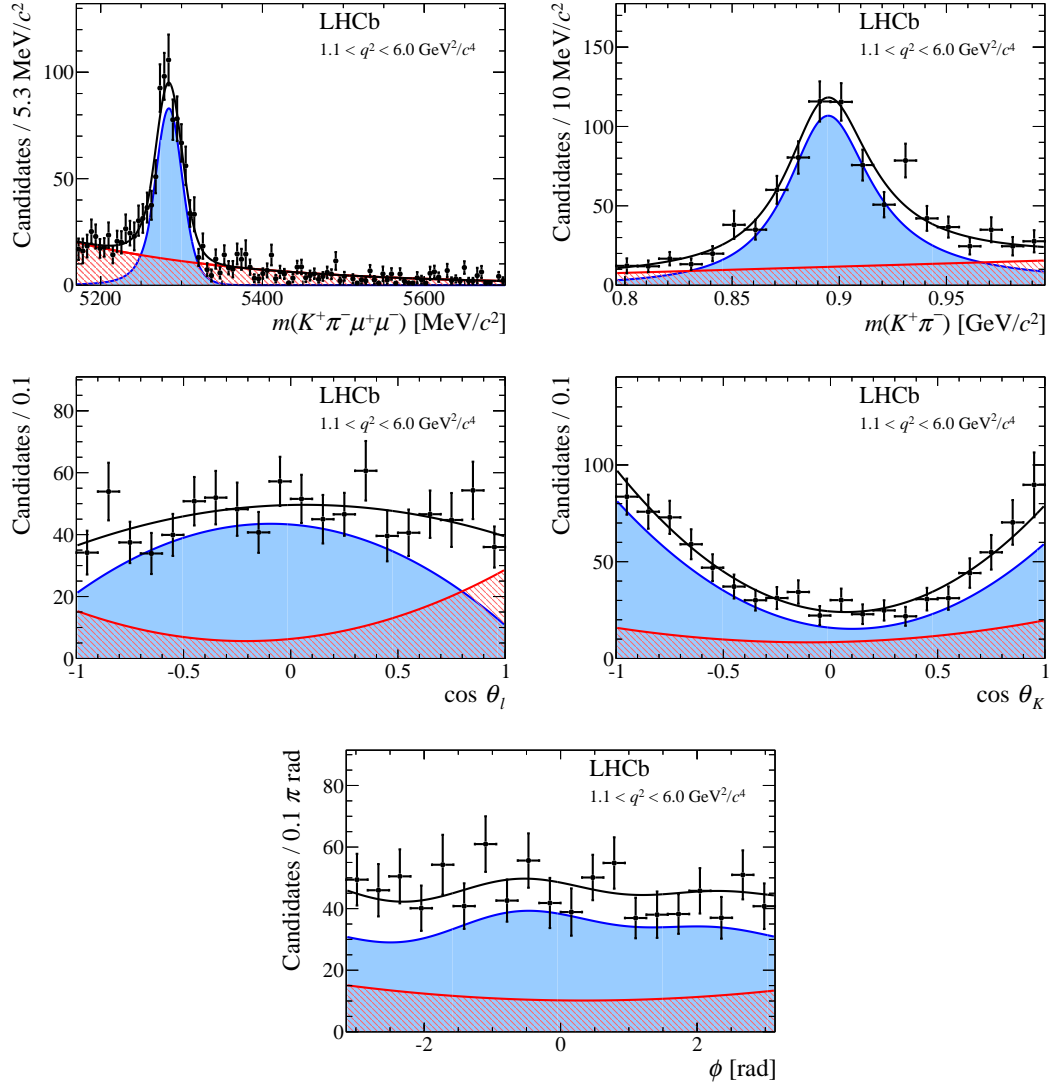 LHCb
1.1 < q² < 6.0 GeV²/c⁴
Candidates / 5.3 MeV/c²
100
50
0
5200 5400 5600
m(K⁺π⁻μ⁺μ⁻) [MeV/c²]
LHCb
1.1 < q² < 6.0 GeV²/c⁴
Candidates / 10 MeV/c²
150
100
50
0
0.8 0.85 0.9 0.95
m(K⁺π⁻) [GeV/c²]
LHCb
1.1 < q² < 6.0 GeV²/c⁴
Candidates / 0.1
80
60
40
20
0
-1 -0.5 0 0.5 1
cos θ_l
LHCb
1.1 < q² < 6.0 GeV²/c⁴
Candidates / 0.1
100
50
0
-1 -0.5 0 0.5 1
cos θ_K
LHCb
1.1 < q² < 6.0 GeV²/c⁴
Candidates / 0.1 π rad
80
60
40
20
0
-2 0 2
ϕ [rad]